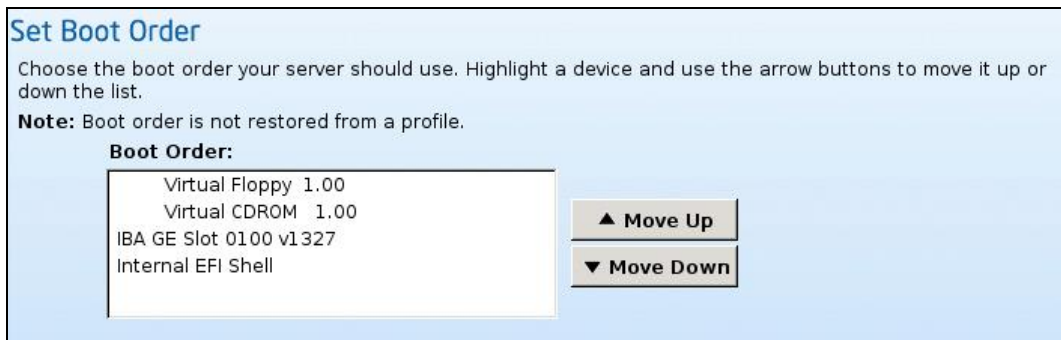 Set Boot Order
Choose the boot order your server should use. Highlight a device and use the arrow buttons to move it up or
down the list.
Note: Boot order is not restored from a profile.
Boot Order:
Virtual Floppy 1.00
Virtual CDROM 1.00
IBA GE Slot 0100 v1327
Internal EFI Shell
▲ Move Up
▼ Move Down